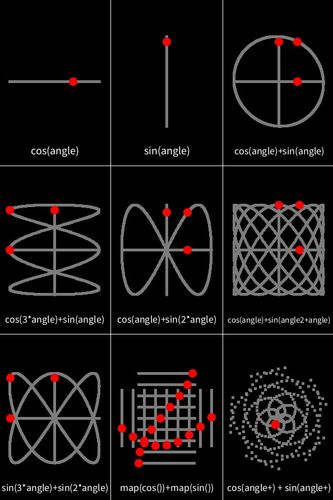 cos(angle)
sin(angle)
cos(angle)+sin(angle)
cos(3*angle)+sin(angle)
cos(angle)+sin(2*angle)
cos(angle)+sin(angle2+angle)
sin(3*angle)+sin(2*angle)
map(cos())+map(sin())
cos(angle+) + sin(angle+)